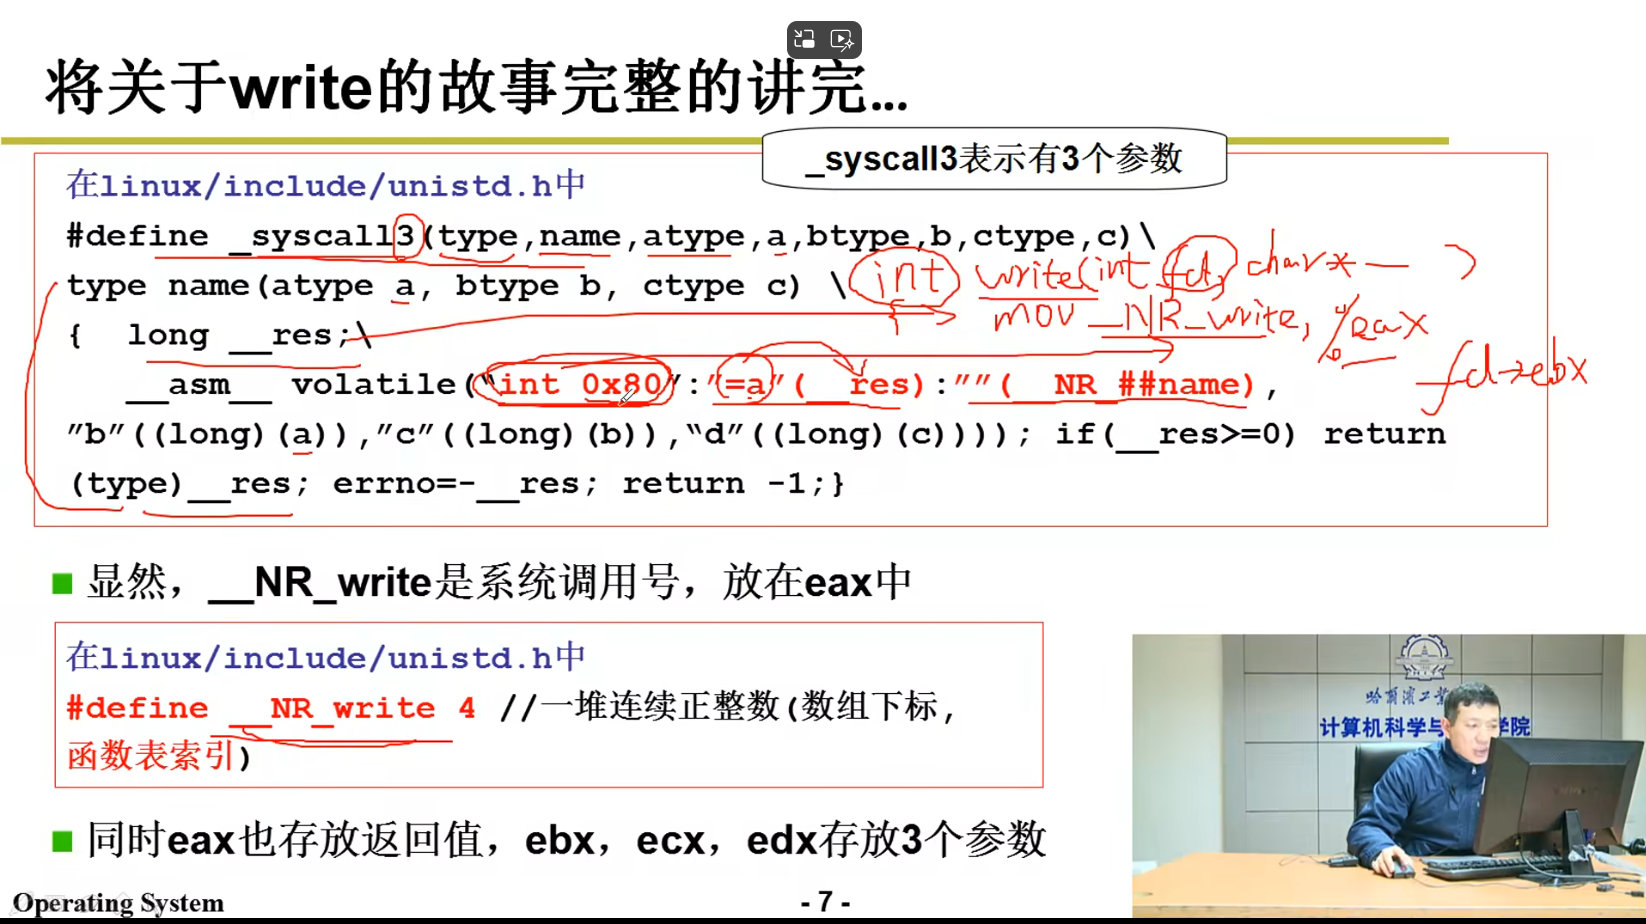 将关于write的故事完整的讲完...
_syscall3表示有3个参数
在linux/include/unistd.h中
#define _syscall3(type,name,atype,a,btype,b,ctype,c)\
type name(atype a, btype b, ctype c) \
int write(int fd, char*
{ long __res;\
mov __NR_write, %eax
__asm__ volatile(“int 0x80”:”=a”(__res):””(__NR_##name),
fd→ebx
”b”((long)(a)),”c”((long)(b)),“d”((long)(c)))); if(__res>=0) return
(type)__res; errno=-__res; return -1;}
显然，__NR_write是系统调用号，放在eax中
在linux/include/unistd.h中
#define __NR_write 4 //一堆连续正整数(数组下标,
函数表索引)
哈尔滨工业
计算机科学与 学院
同时eax也存放返回值，ebx，ecx，edx存放3个参数
Operating System
- 7 -